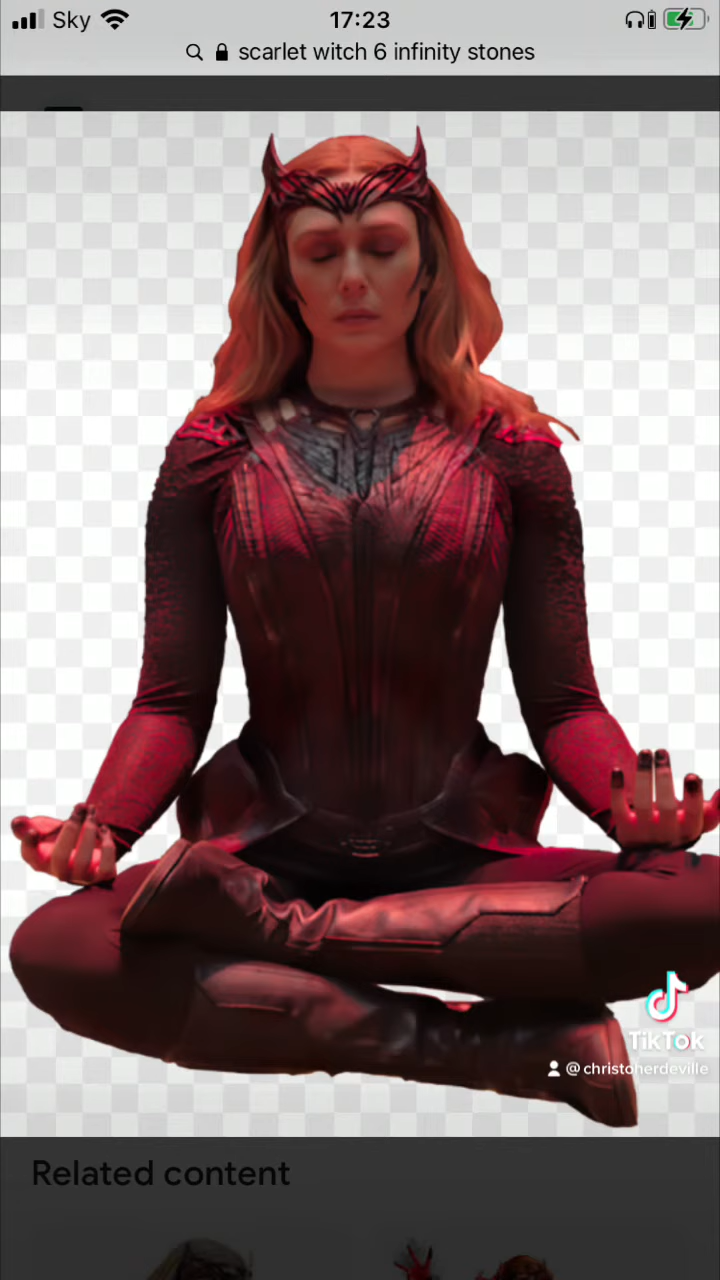 Sky 17:23
scarlet witch 6 infinity stones
TikTok
@christoherdeville
Related content